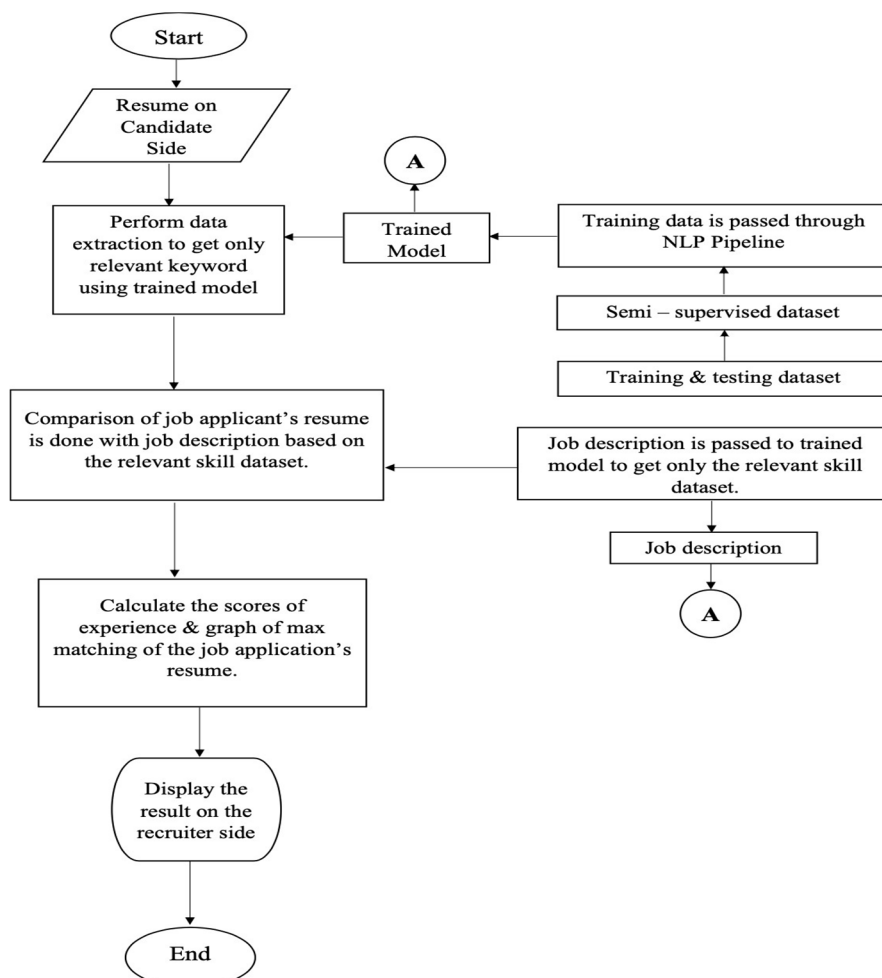 Start
Resume on
Candidate
Side
A
Perform data
extraction to get only
relevant keyword
using trained model
Trained
Model
Training data is passed through
NLP Pipeline
Semi – supervised dataset
Training & testing dataset
Comparison of job applicant’s resume
is done with job description based on
the relevant skill dataset.
Job description is passed to trained
model to get only the relevant skill
dataset.
Job description
A
Calculate the scores of
experience & graph of max
matching of the job application’s
resume.
Display the
result on the
recruiter side
End